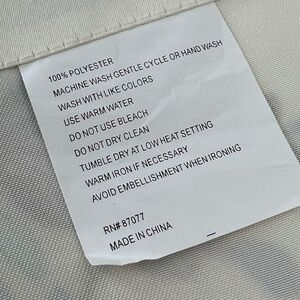 100% POLYESTER
MACHINE WASH GENTLE CYCLE OR HAND WASH
WASH WITH LIKE COLORS
USE WARM WATER
DO NOT USE BLEACH
DO NOT DRY CLEAN
TUMBLE DRY AT LOW HEAT SETTING
WARM IRON IF NECESSARY
AVOID EMBELLISHMENT WHEN IRONING
RN# 87077
MADE IN CHINA